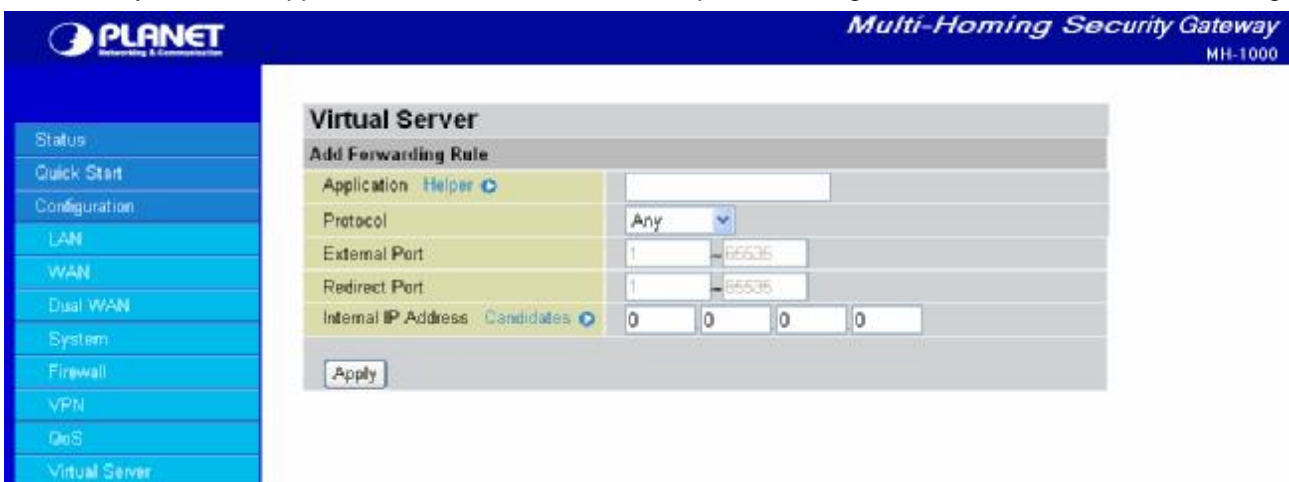 PLANET
Networking & Communication
Multi-Homing Security Gateway
MH-1000
Status
Quick Start
Configuration
LAN
WAN
Dual WAN
System
Firewall
VPN
QoS
Virtual Server
Virtual Server
Add Forwarding Rule
Application Helper
Protocol Any
External Port 1 ~ 65535
Redirect Port 1 ~ 65535
Internal IP Address Candidates 0 . 0 . 0 . 0
Apply